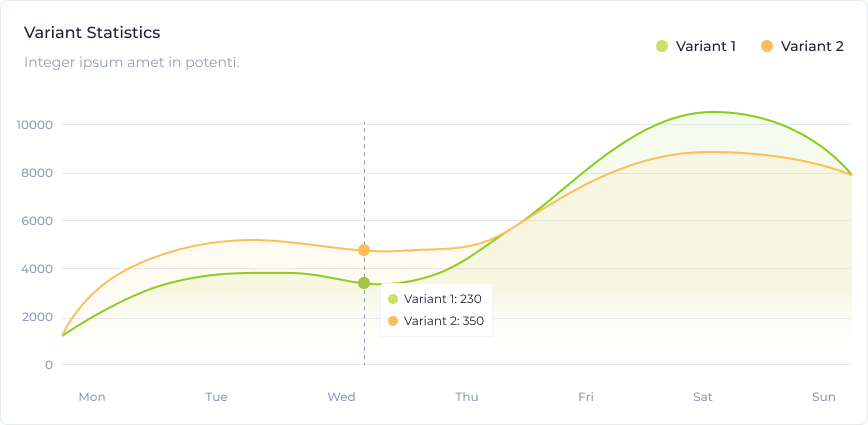 Variant Statistics
Integer ipsum amet in potenti.
Variant 1
Variant 2
10000
8000
6000
4000
2000
0
Variant 1: 230
Variant 2: 350
Mon
Tue
Wed
Thu
Fri
Sat
Sun